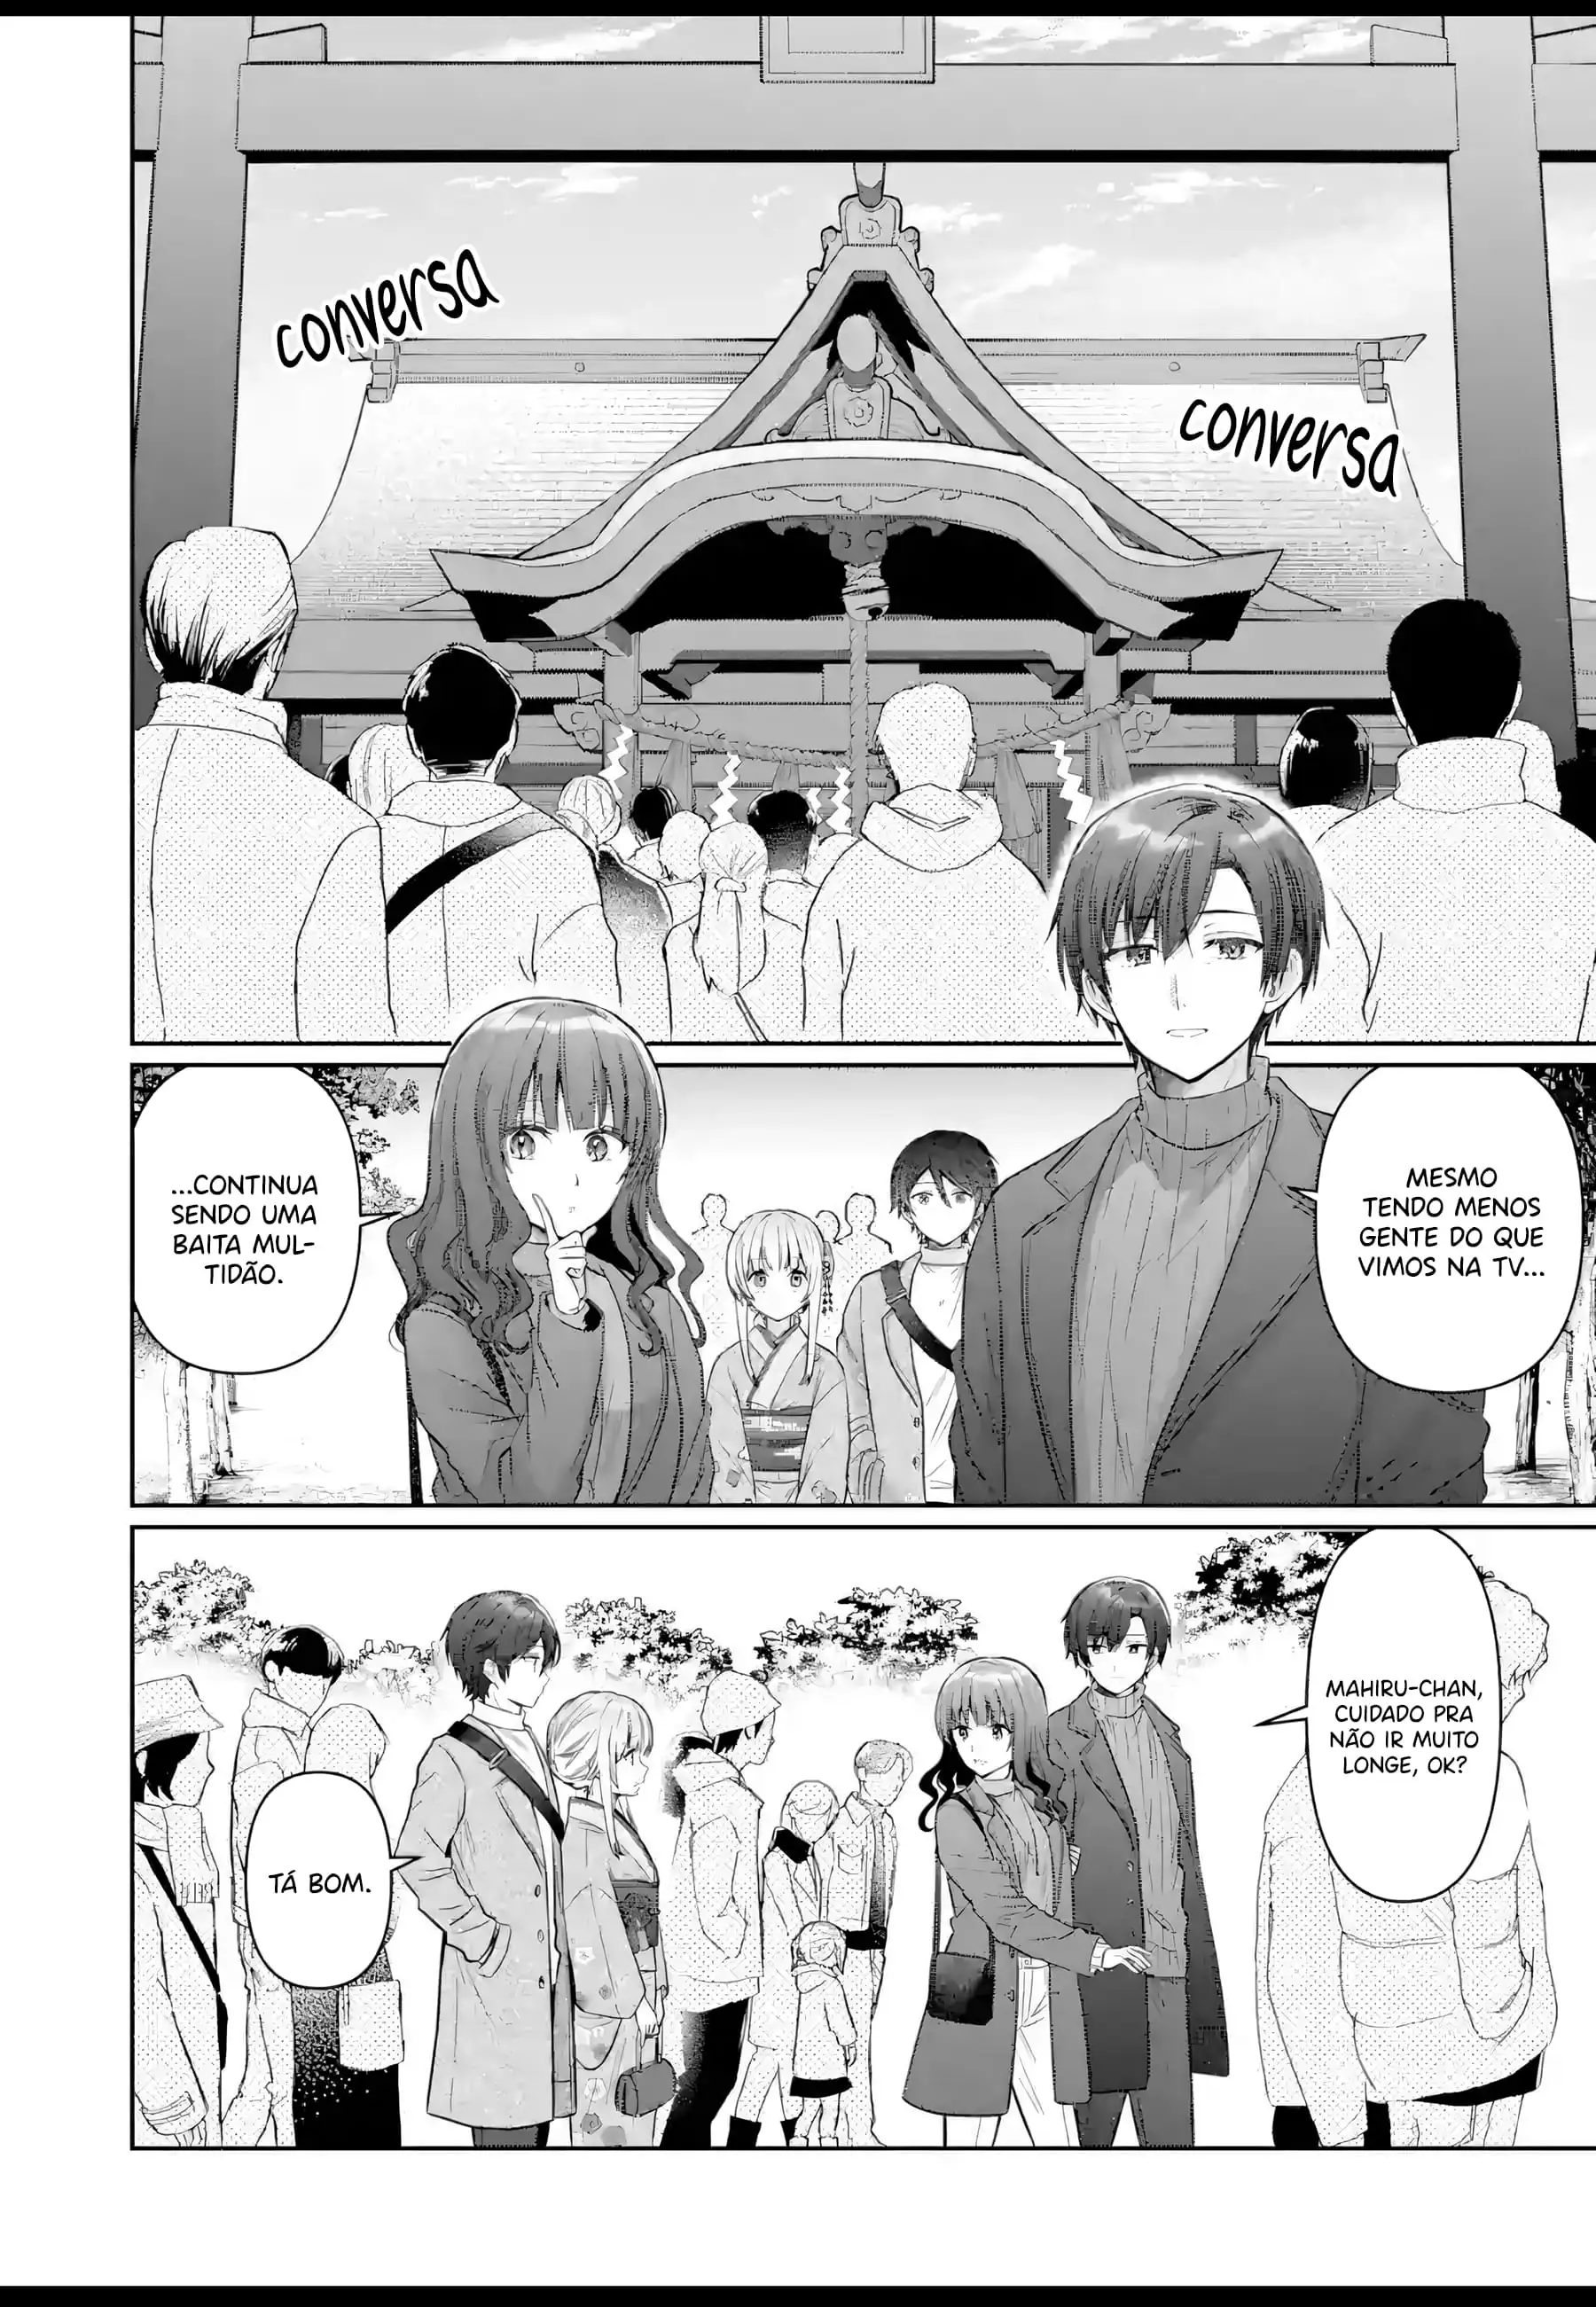 conversa
conversa
MESMO
TENDO MENOS
GENTE DO QUE
VIMOS NA TV...
...CONTINUA
SENDO UMA
BAITA MUL-
TIDÃO.
MAHIRU-CHAN,
CUIDADO PRA
NÃO IR MUITO
LONGE, OK?
TÁ BOM.